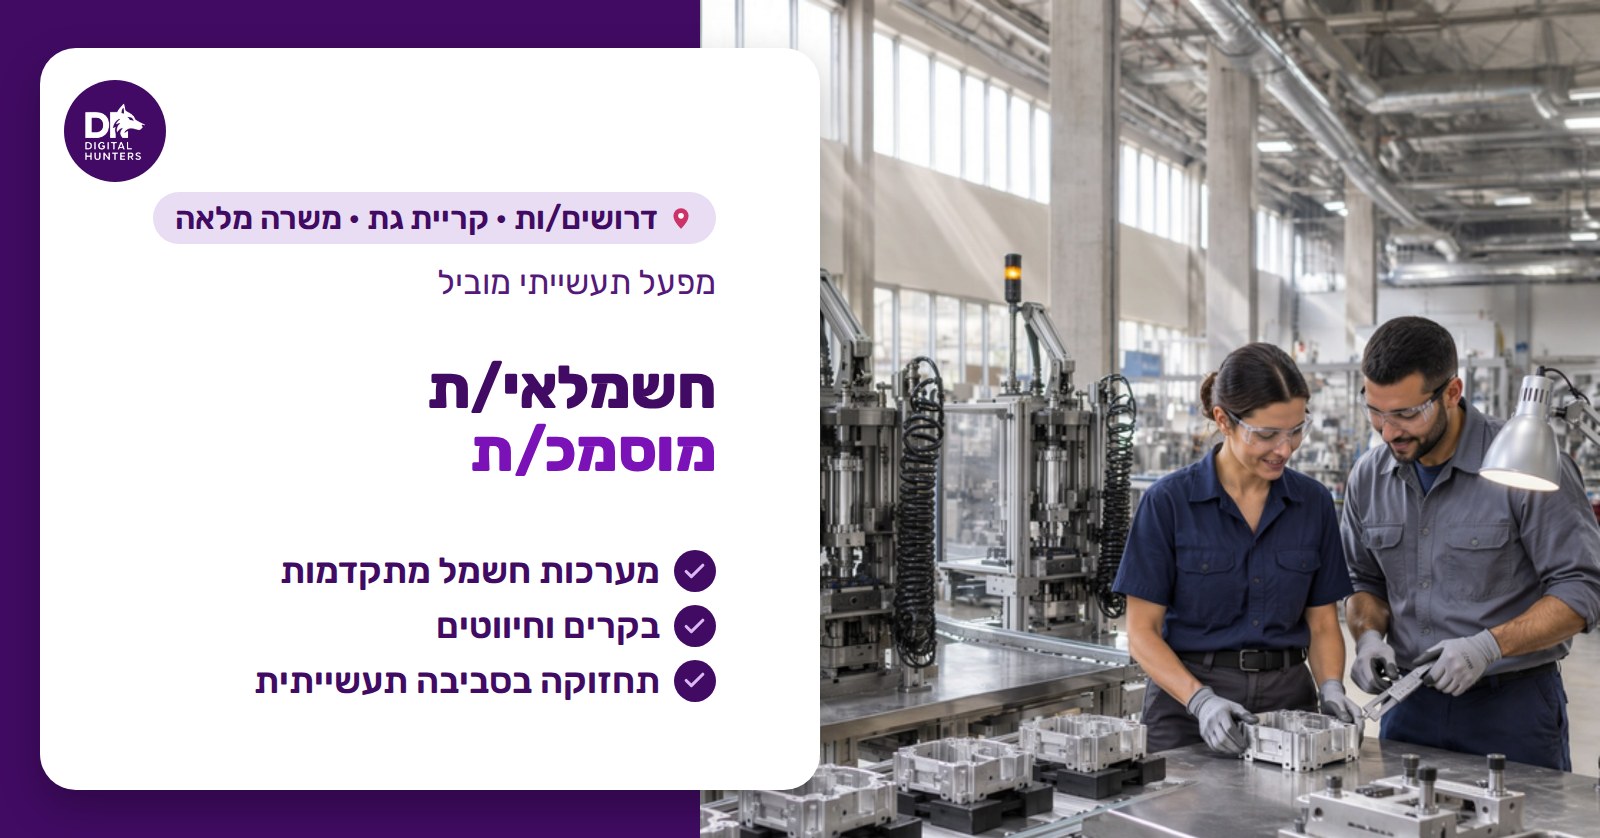 DH
DIGITAL
HUNTERS
דרושים/ות • קריית גת • משרה מלאה
מפעל תעשייתי מוביל
חשמלאי/ת
מוסמכ/ת
מערכות חשמל מתקדמות
בקרים וחיווטים
תחזוקה בסביבה תעשייתית